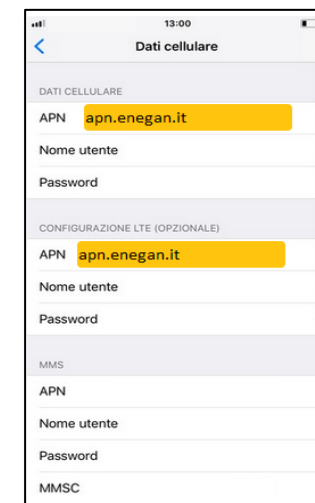 13:00
Dati cellulare
DATI CELLULARE
APN apn.enegan.it
Nome utente
Password
CONFIGURAZIONE LTE (OPZIONALE)
APN apn.enegan.it
Nome utente
Password
MMS
APN
Nome utente
Password
MMSC